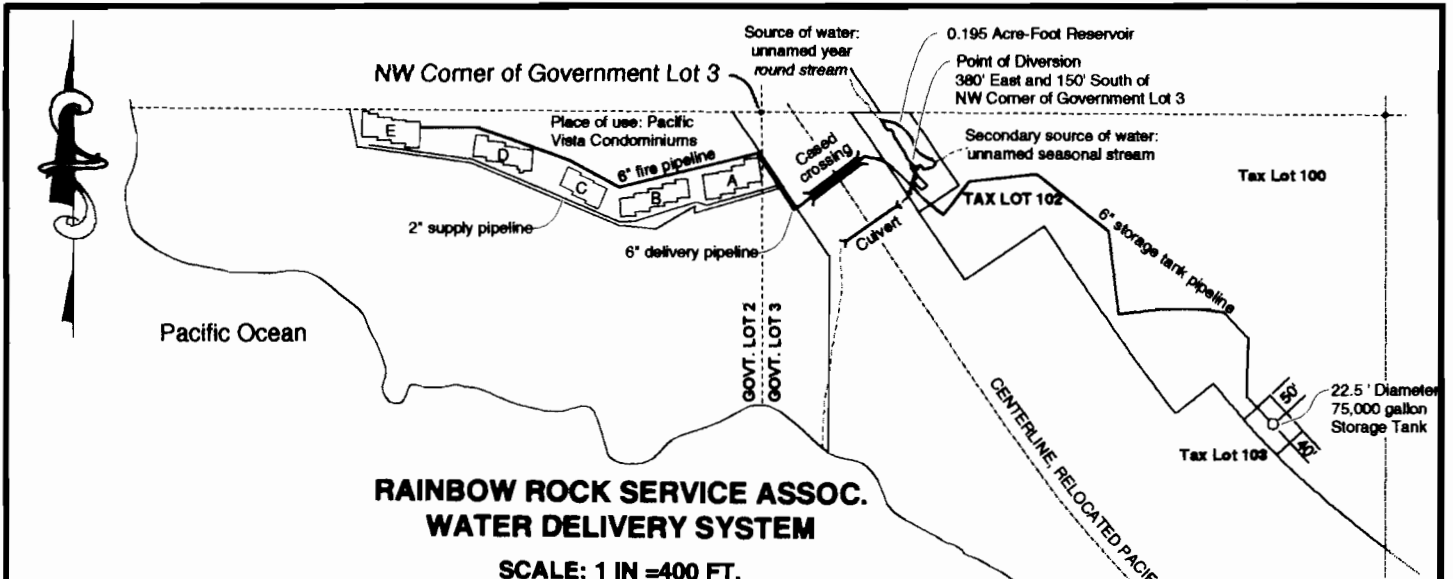 Source of water:
unnamed year
round stream
0.195 Acre-Foot Reservoir
Point of Diversion
380' East and 150' South of
NW Corner of Government Lot 3
NW Corner of Government Lot 3
Place of use: Pacific
Vista Condominiums
Secondary source of water:
unnamed seasonal stream
E
D
C
B
A
6" fire pipeline
Cased
crossing
Tax Lot 100
TAX LOT 102
2" supply pipeline
6" delivery pipeline
Culvert
6" storage tank pipeline
Pacific Ocean
GOVT. LOT 2
GOVT. LOT 3
CENTERLINE, RELOCATED PACIFI
50'
40'
22.5 ' Diameter
75,000 gallon
Storage Tank
Tax Lot 103
RAINBOW ROCK SERVICE ASSOC.
WATER DELIVERY SYSTEM
SCALE: 1 IN =400 FT.